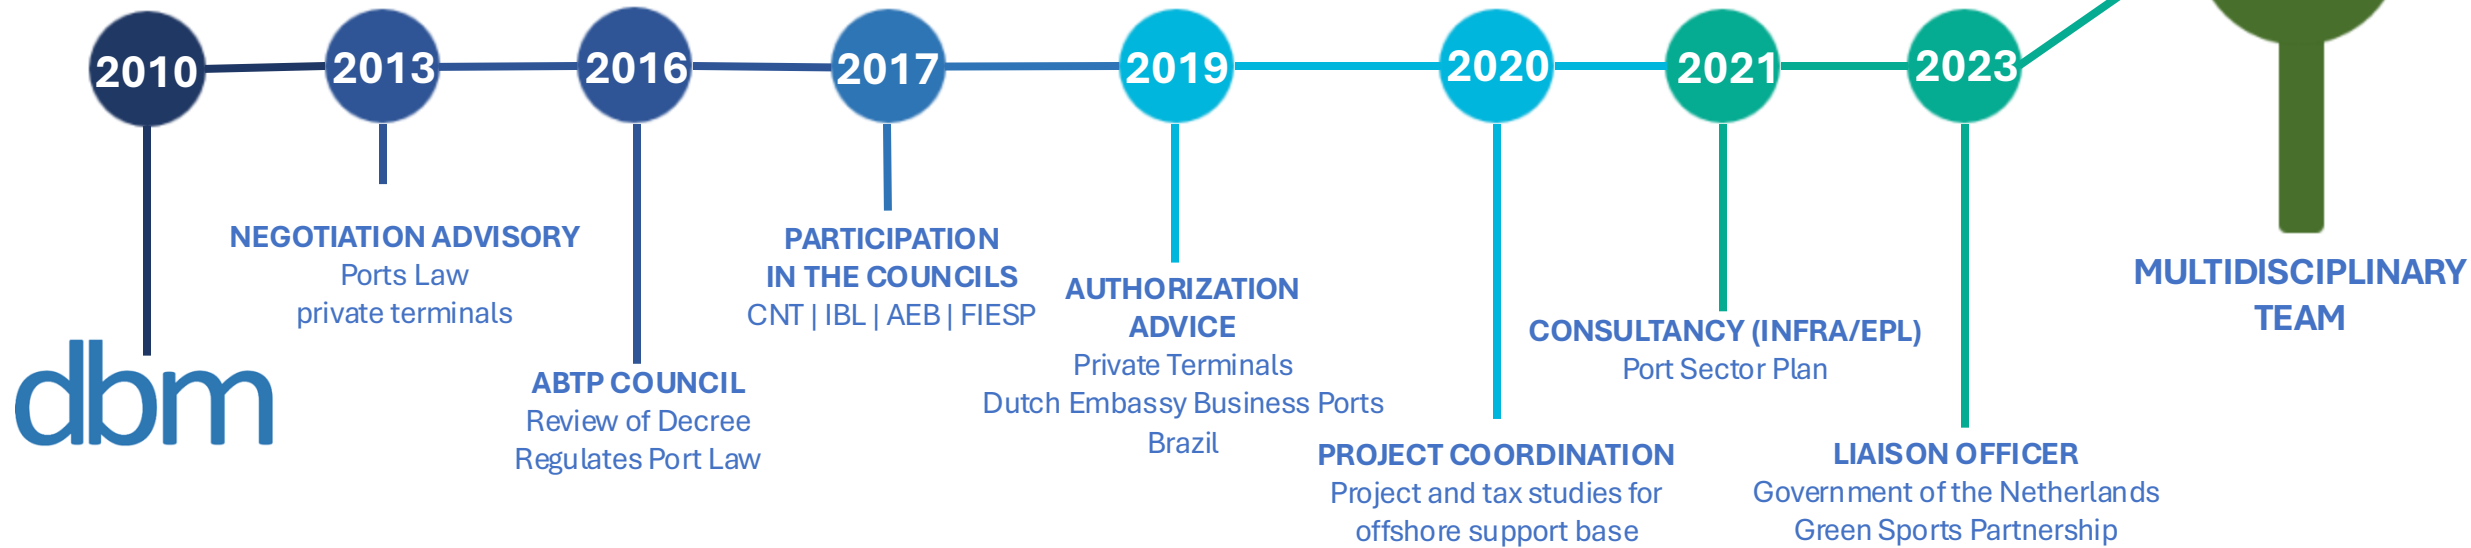 2010
2013
2016
2017
2019
2020
2021
2023
dbm
NEGOTIATION ADVISORY
Ports Law
private terminals
ABTP COUNCIL
Review of Decree
Regulates Port Law
PARTICIPATION
IN THE COUNCILS
CNT | IBL | AEB | FIESP
AUTHORIZATION
ADVICE
Private Terminals
Dutch Embassy Business Ports
Brazil
PROJECT COORDINATION
Project and tax studies for
offshore support base
CONSULTANCY (INFRA/EPL)
Port Sector Plan
LIAISON OFFICER
Government of the Netherlands
Green Sports Partnership
MULTIDISCIPLINARY
TEAM